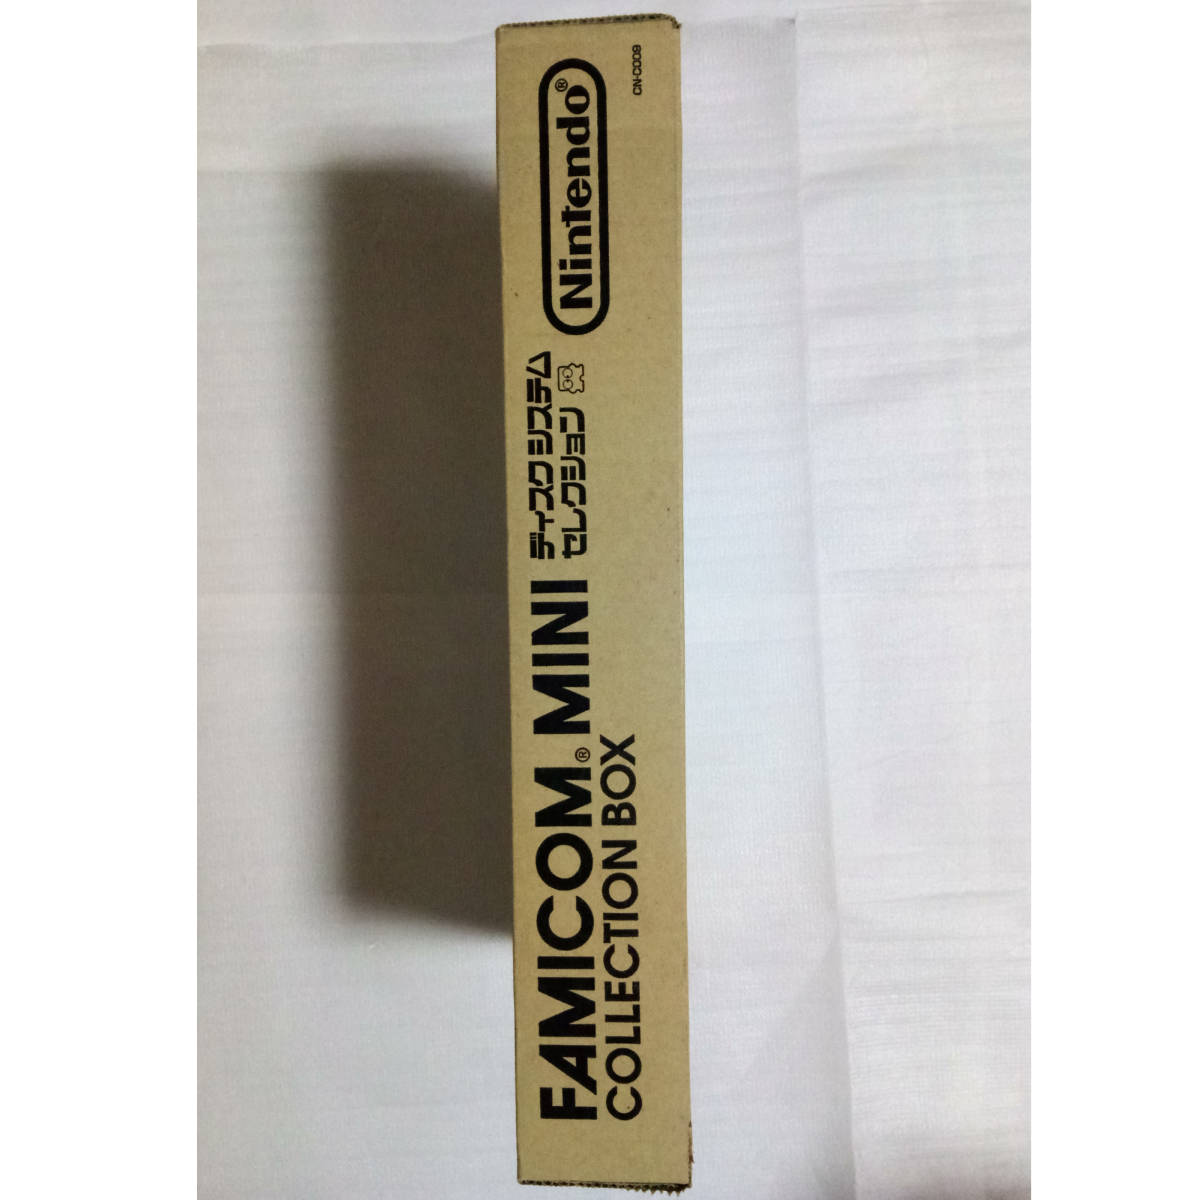 FAMICOM® MINI
COLLECTION BOX
ディスクシステム
セレクション
Nintendo®
CN-C009